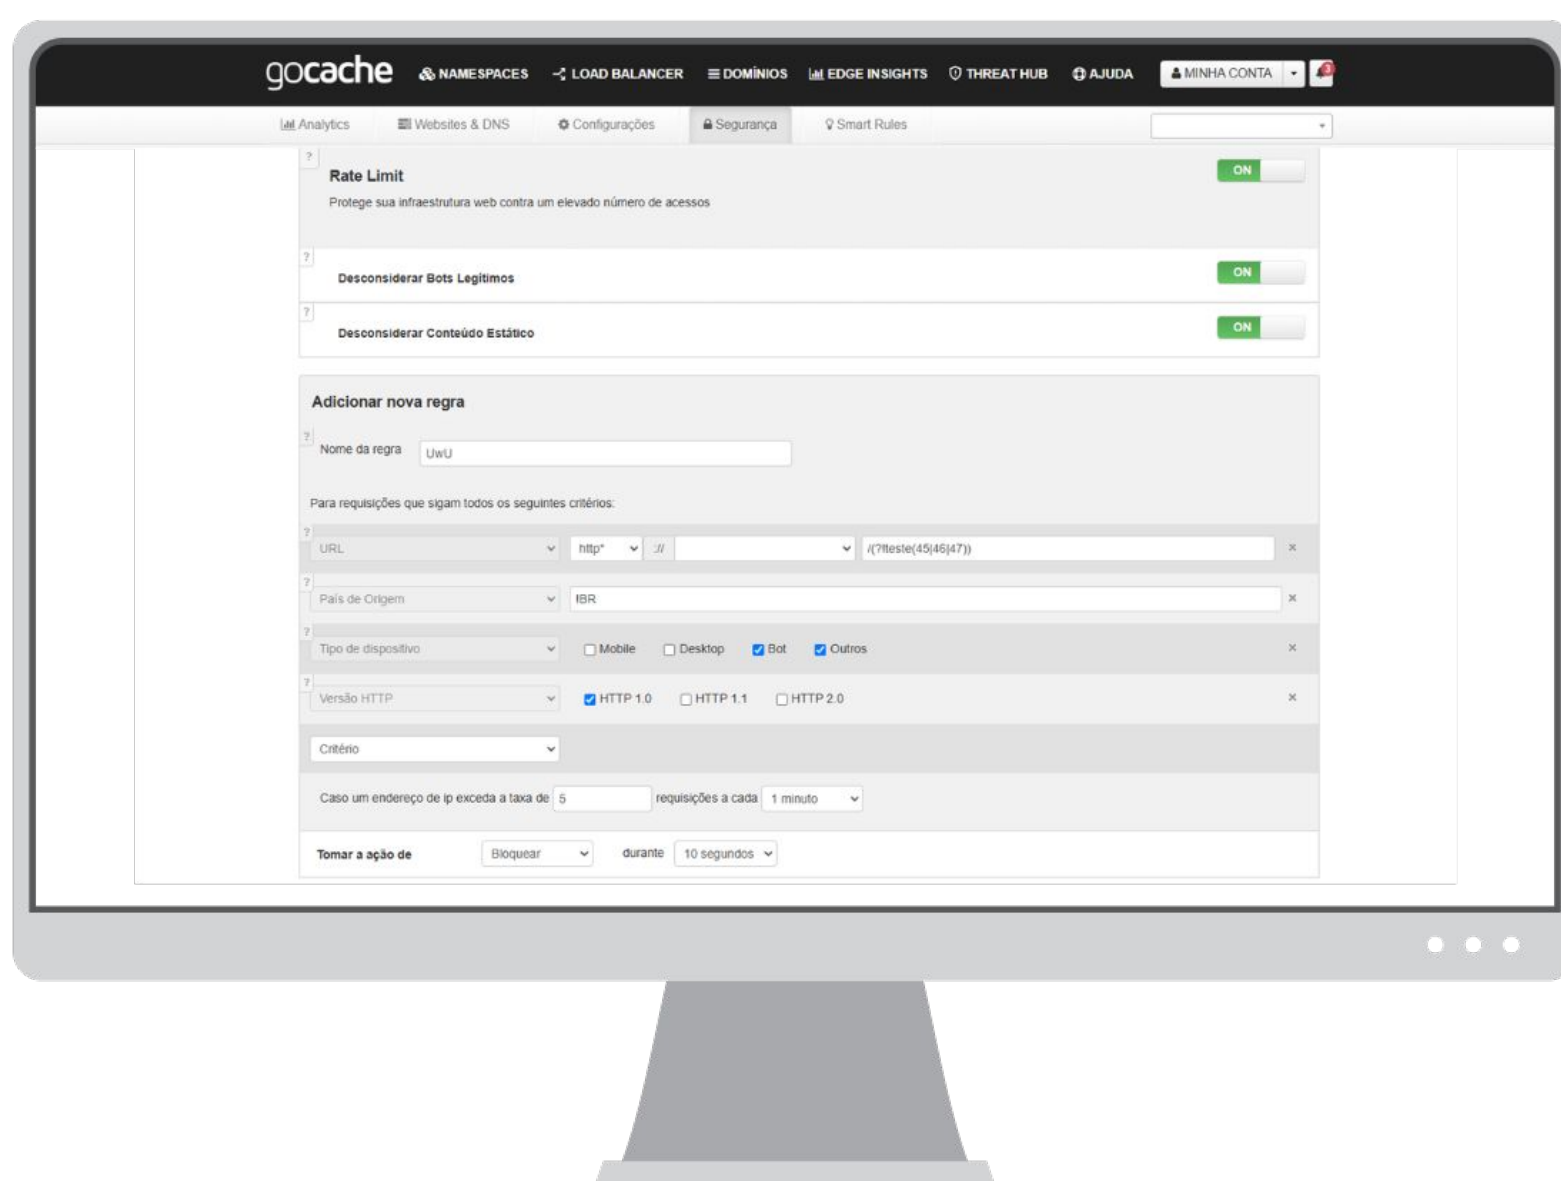 gocache NAMESPACES LOAD BALANCER DOMÍNIOS EDGE INSIGHTS THREAT HUB AJUDA MINHA CONTA 3
Analytics Websites & DNS Configurações Segurança Smart Rules
?
Rate Limit ON
Protege sua infraestrutura web contra um elevado número de acessos
?
Desconsiderar Bots Legítimos ON
?
Desconsiderar Conteúdo Estático ON
Adicionar nova regra
?
Nome da regra UwU
Para requisições que sigam todos os seguintes critérios:
?
URL http* :// /(?!teste(45|46|47)) ×
?
País de Origem !BR ×
?
Tipo de dispositivo Mobile Desktop Bot Outros ×
?
Versão HTTP HTTP 1.0 HTTP 1.1 HTTP 2.0 ×
Critério
Caso um endereço de ip exceda a taxa de 5 requisições a cada 1 minuto
Tomar a ação de Bloquear durante 10 segundos